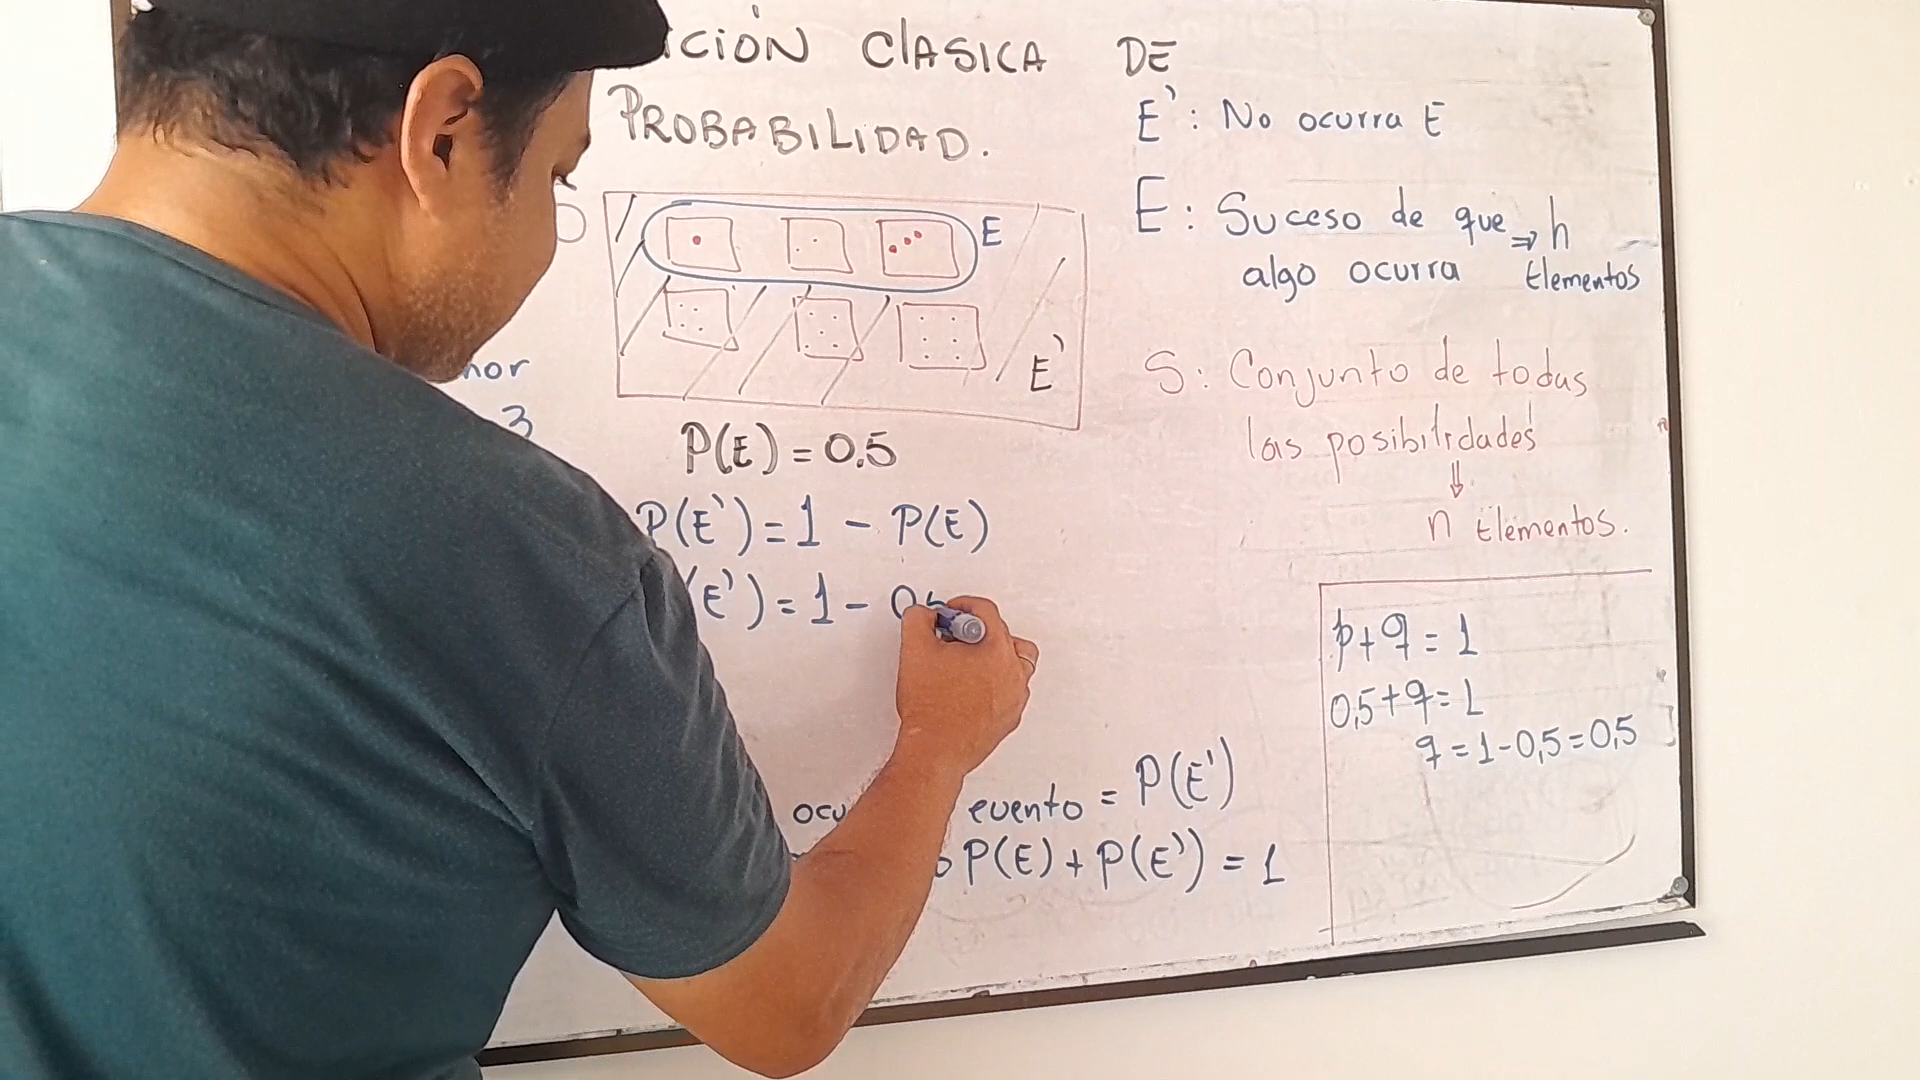 CIÓN CLASICA DE
PROBABILIDAD.
E' : No ocurra E
E : Suceso de que ⇒ h
algo ocurra Elementos
E
E'
S : Conjunto de todas
las posibilidades
⇓
n Elementos.
3
P(E) = 0.5
P(E') = 1 - P(E)
(E') = 1 -
p + q = 1
0,5 + q = 1
q = 1 - 0,5 = 0,5
evento = P(E')
P(E) + P(E') = 1